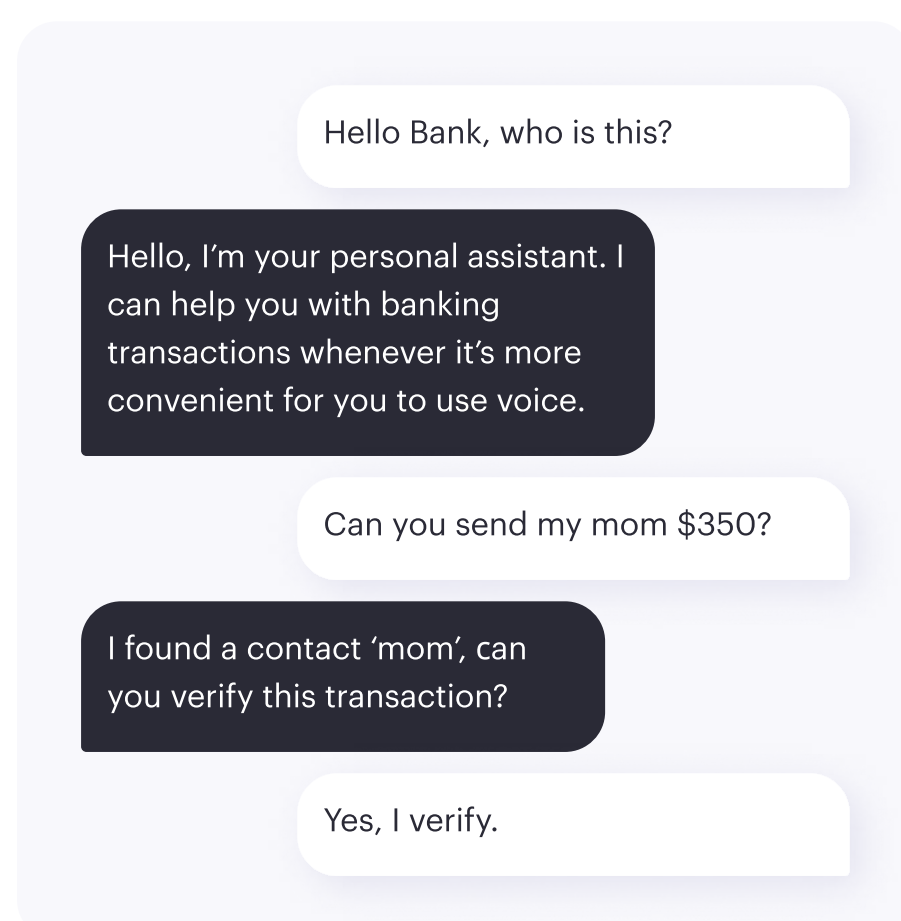 Hello Bank, who is this?
Hello, I’m your personal assistant. I
can help you with banking
transactions whenever it’s more
convenient for you to use voice.
Can you send my mom $350?
I found a contact ‘mom’, can
you verify this transaction?
Yes, I verify.